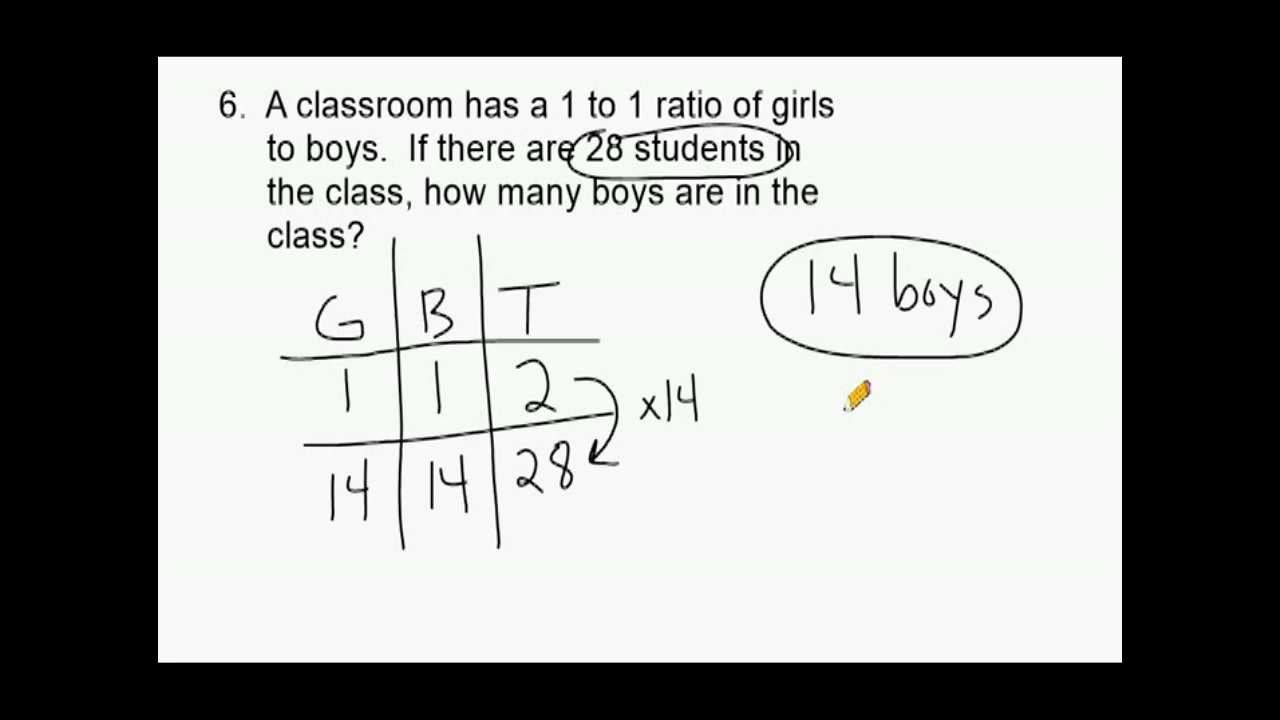 6. A classroom has a 1 to 1 ratio of girls
to boys. If there are 28 students in
the class, how many boys are in the
class?
14 boys
G B T
1 1 2
x14
14 14 28